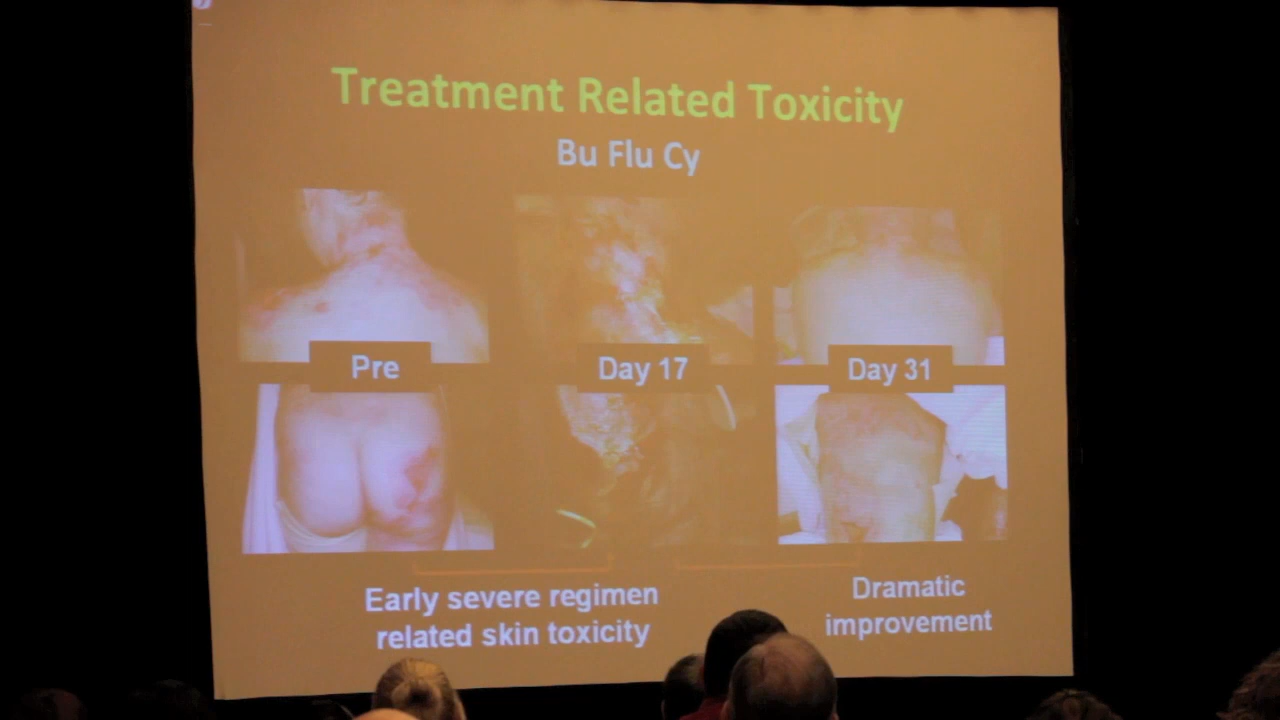 Treatment Related Toxicity
Bu Flu Cy
Pre
Day 17
Day 31
Early severe regimen
related skin toxicity
Dramatic
improvement